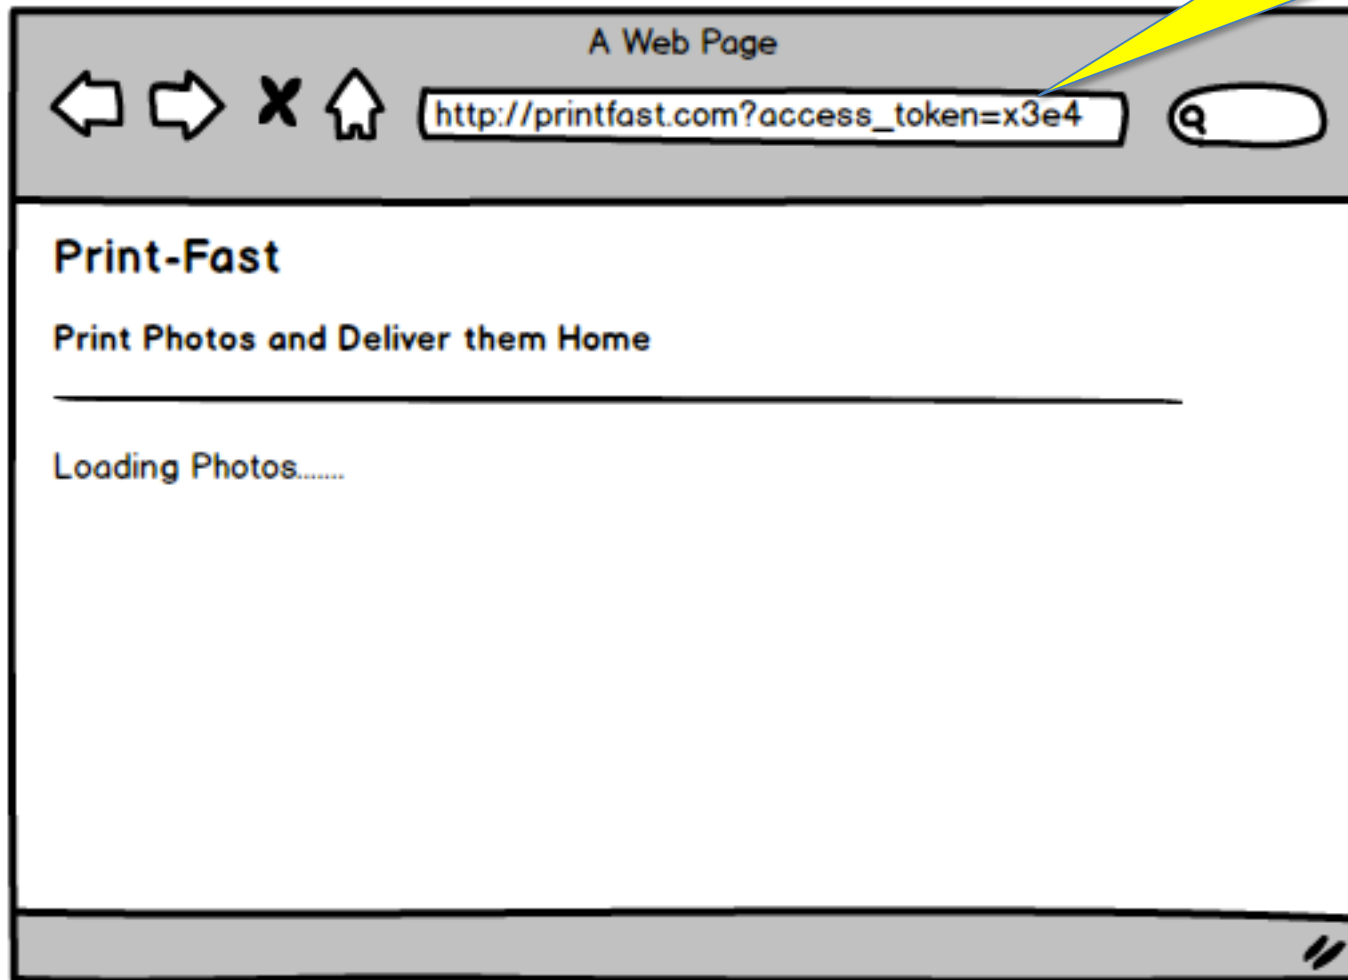 A Web Page
http://printfast.com?access_token=x3e4
Print-Fast
Print Photos and Deliver them Home
Loading Photos.......